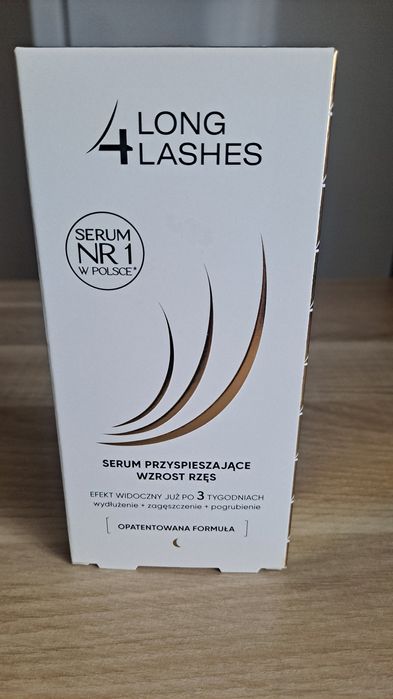 4 LONG
LASHES
SERUM
NR 1
W POLSCE*
SERUM PRZYSPIESZAJĄCE
WZROST RZĘS
EFEKT WIDOCZNY JUŻ PO 3 TYGODNIACH
wydłużenie + zagęszczenie + pogrubienie
[ OPATENTOWANA FORMUŁA ]